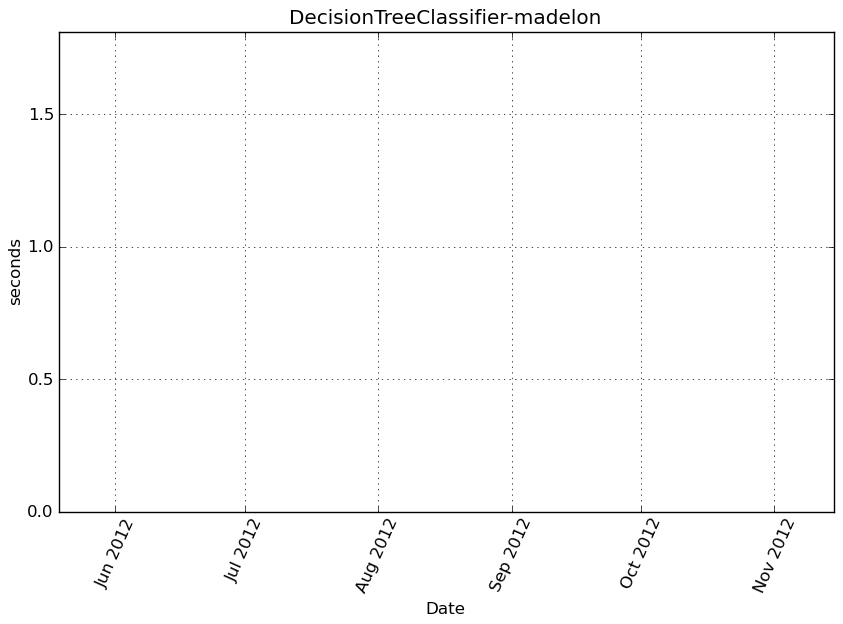 DecisionTreeClassifier-madelon
1.5
1.0
0.5
0.0
seconds
Jun 2012
Jul 2012
Aug 2012
Sep 2012
Oct 2012
Nov 2012
Date